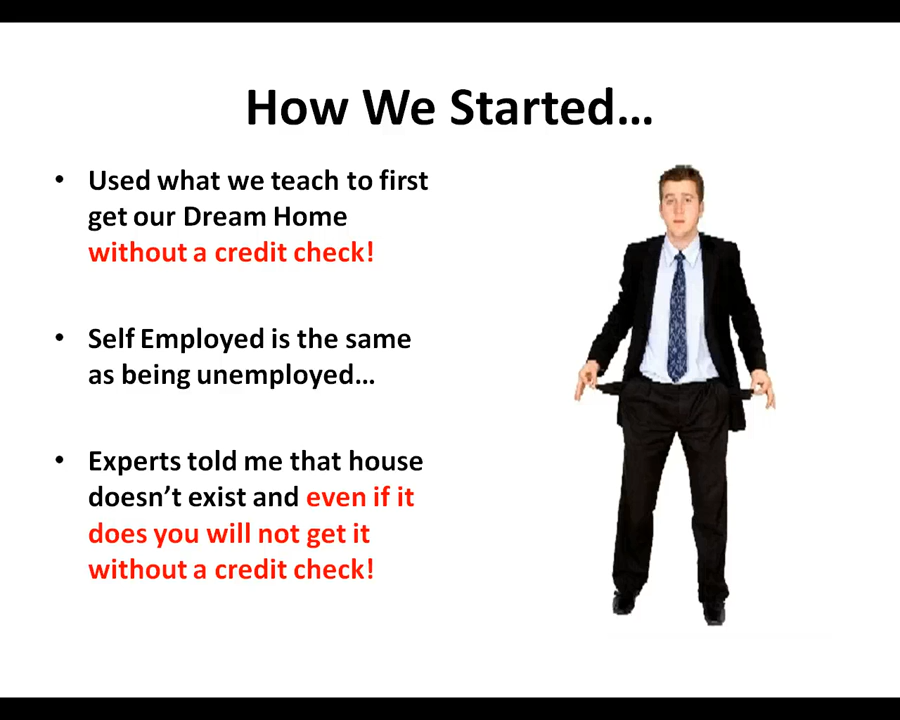 How We Started…
• Used what we teach to first
get our Dream Home
without a credit check!
• Self Employed is the same
as being unemployed…
• Experts told me that house
doesn’t exist and even if it
does you will not get it
without a credit check!